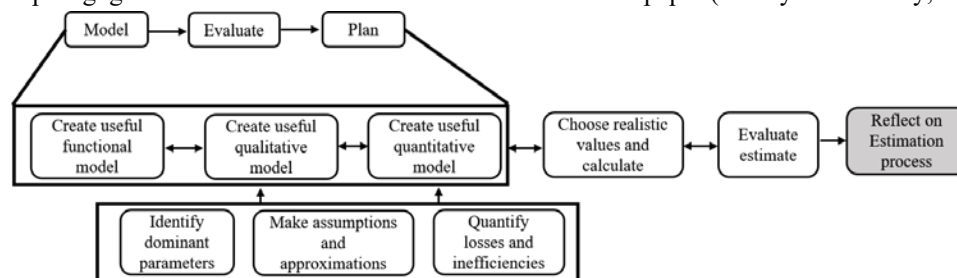 Model
Evaluate
Plan
Create useful
functional
model
Create useful
qualitative
model
Create useful
quantitative
model
Choose realistic
values and
calculate
Evaluate
estimate
Reflect on
Estimation
process
Identify
dominant
parameters
Make assumptions
and
approximations
Quantify
losses and
inefficiencies